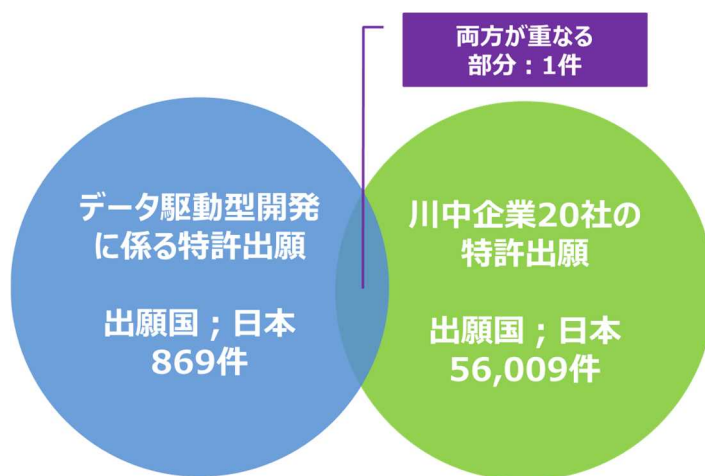 両方が重なる
部分：1件
データ駆動型開発
に係る特許出願
出願国；日本
869件
川中企業20社の
特許出願
出願国；日本
56,009件